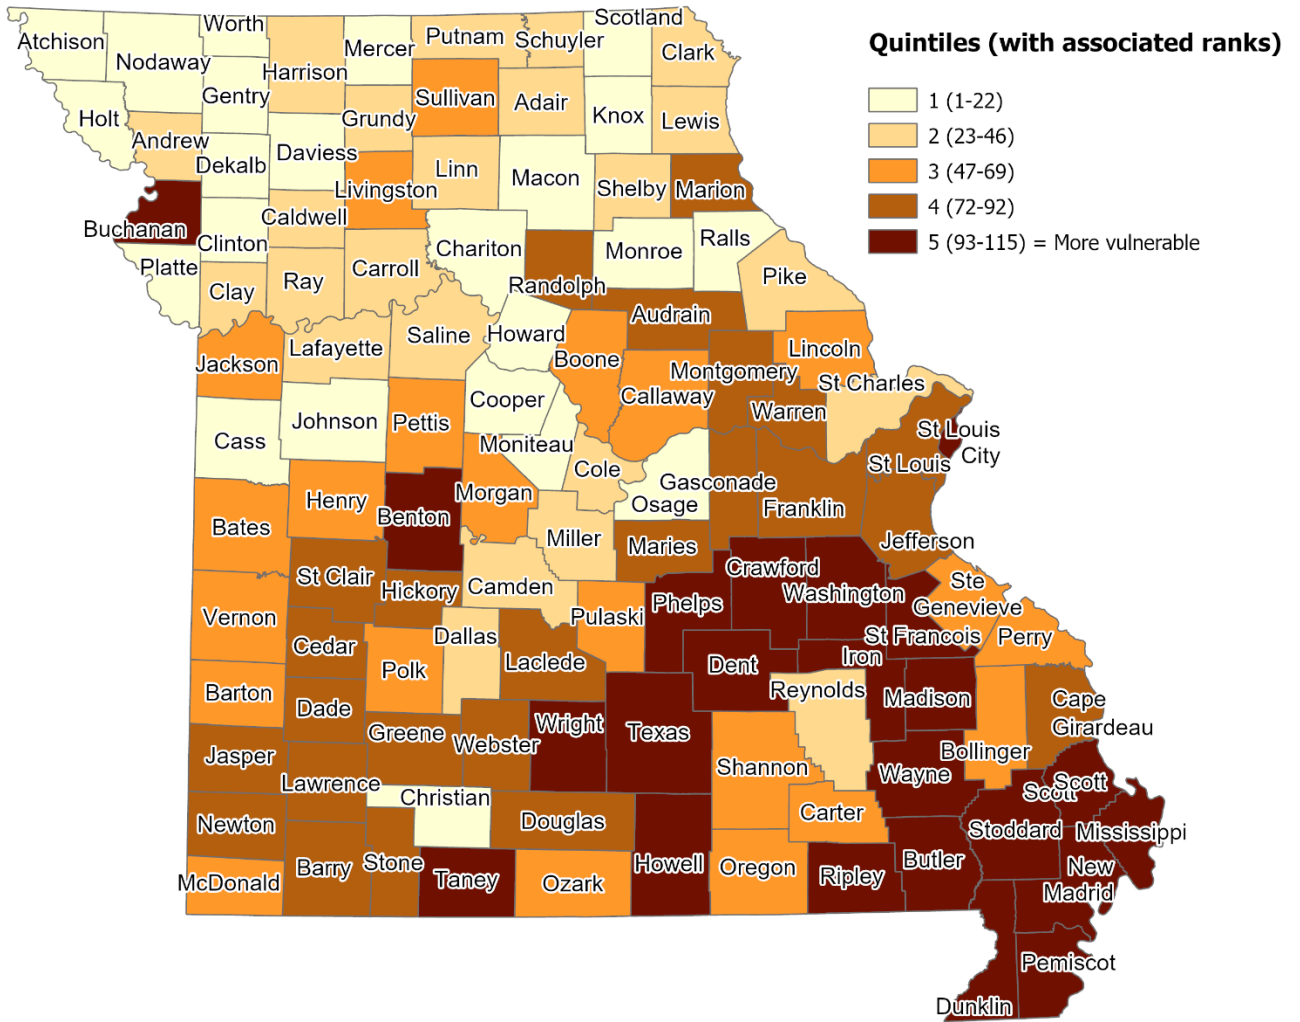 Quintiles (with associated ranks)
1 (1-22)
2 (23-46)
3 (47-69)
4 (72-92)
5 (93-115) = More vulnerable
Atchison
Nodaway
Worth
Harrison
Mercer
Putnam
Schuyler
Scotland
Clark
Holt
Gentry
Sullivan
Adair
Knox
Lewis
Andrew
Dekalb
Daviess
Grundy
Linn
Macon
Shelby
Marion
Livingston
Buchanan
Clinton
Caldwell
Chariton
Monroe
Ralls
Platte
Clay
Ray
Carroll
Randolph
Pike
Audrain
Jackson
Lafayette
Saline
Howard
Boone
Callaway
Montgomery
Lincoln
St Charles
Warren
Cass
Johnson
Pettis
Cooper
Moniteau
Cole
Osage
Gasconade
Franklin
St Louis
St Louis
City
Jefferson
Bates
Henry
Benton
Morgan
Miller
Maries
Vernon
St Clair
Hickory
Camden
Pulaski
Phelps
Crawford
Washington
Ste
Genevieve
St Francois
Perry
Cedar
Polk
Dallas
Laclede
Dent
Iron
Barton
Dade
Greene
Webster
Wright
Texas
Reynolds
Madison
Bollinger
Cape
Girardeau
Jasper
Lawrence
Christian
Shannon
Wayne
Scott
Scott
Newton
Barry
Stone
Douglas
Howell
Carter
Stoddard
Mississippi
McDonald
Taney
Ozark
Oregon
Ripley
Butler
New
Madrid
Pemiscot
Dunklin